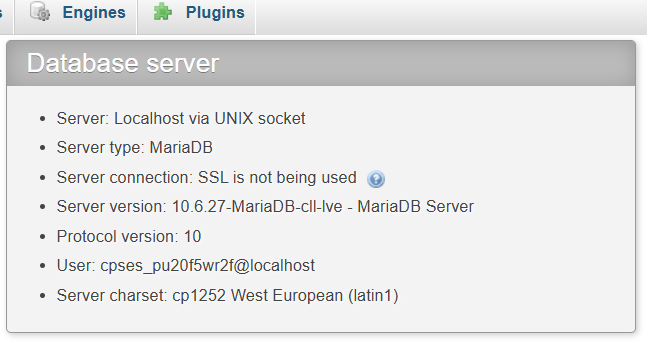 Engines Plugins
Database server
Server: Localhost via UNIX socket
Server type: MariaDB
Server connection: SSL is not being used
Server version: 10.6.27-MariaDB-cll-lve - MariaDB Server
Protocol version: 10
User: cpses_pu20f5wr2f@localhost
Server charset: cp1252 West European (latin1)